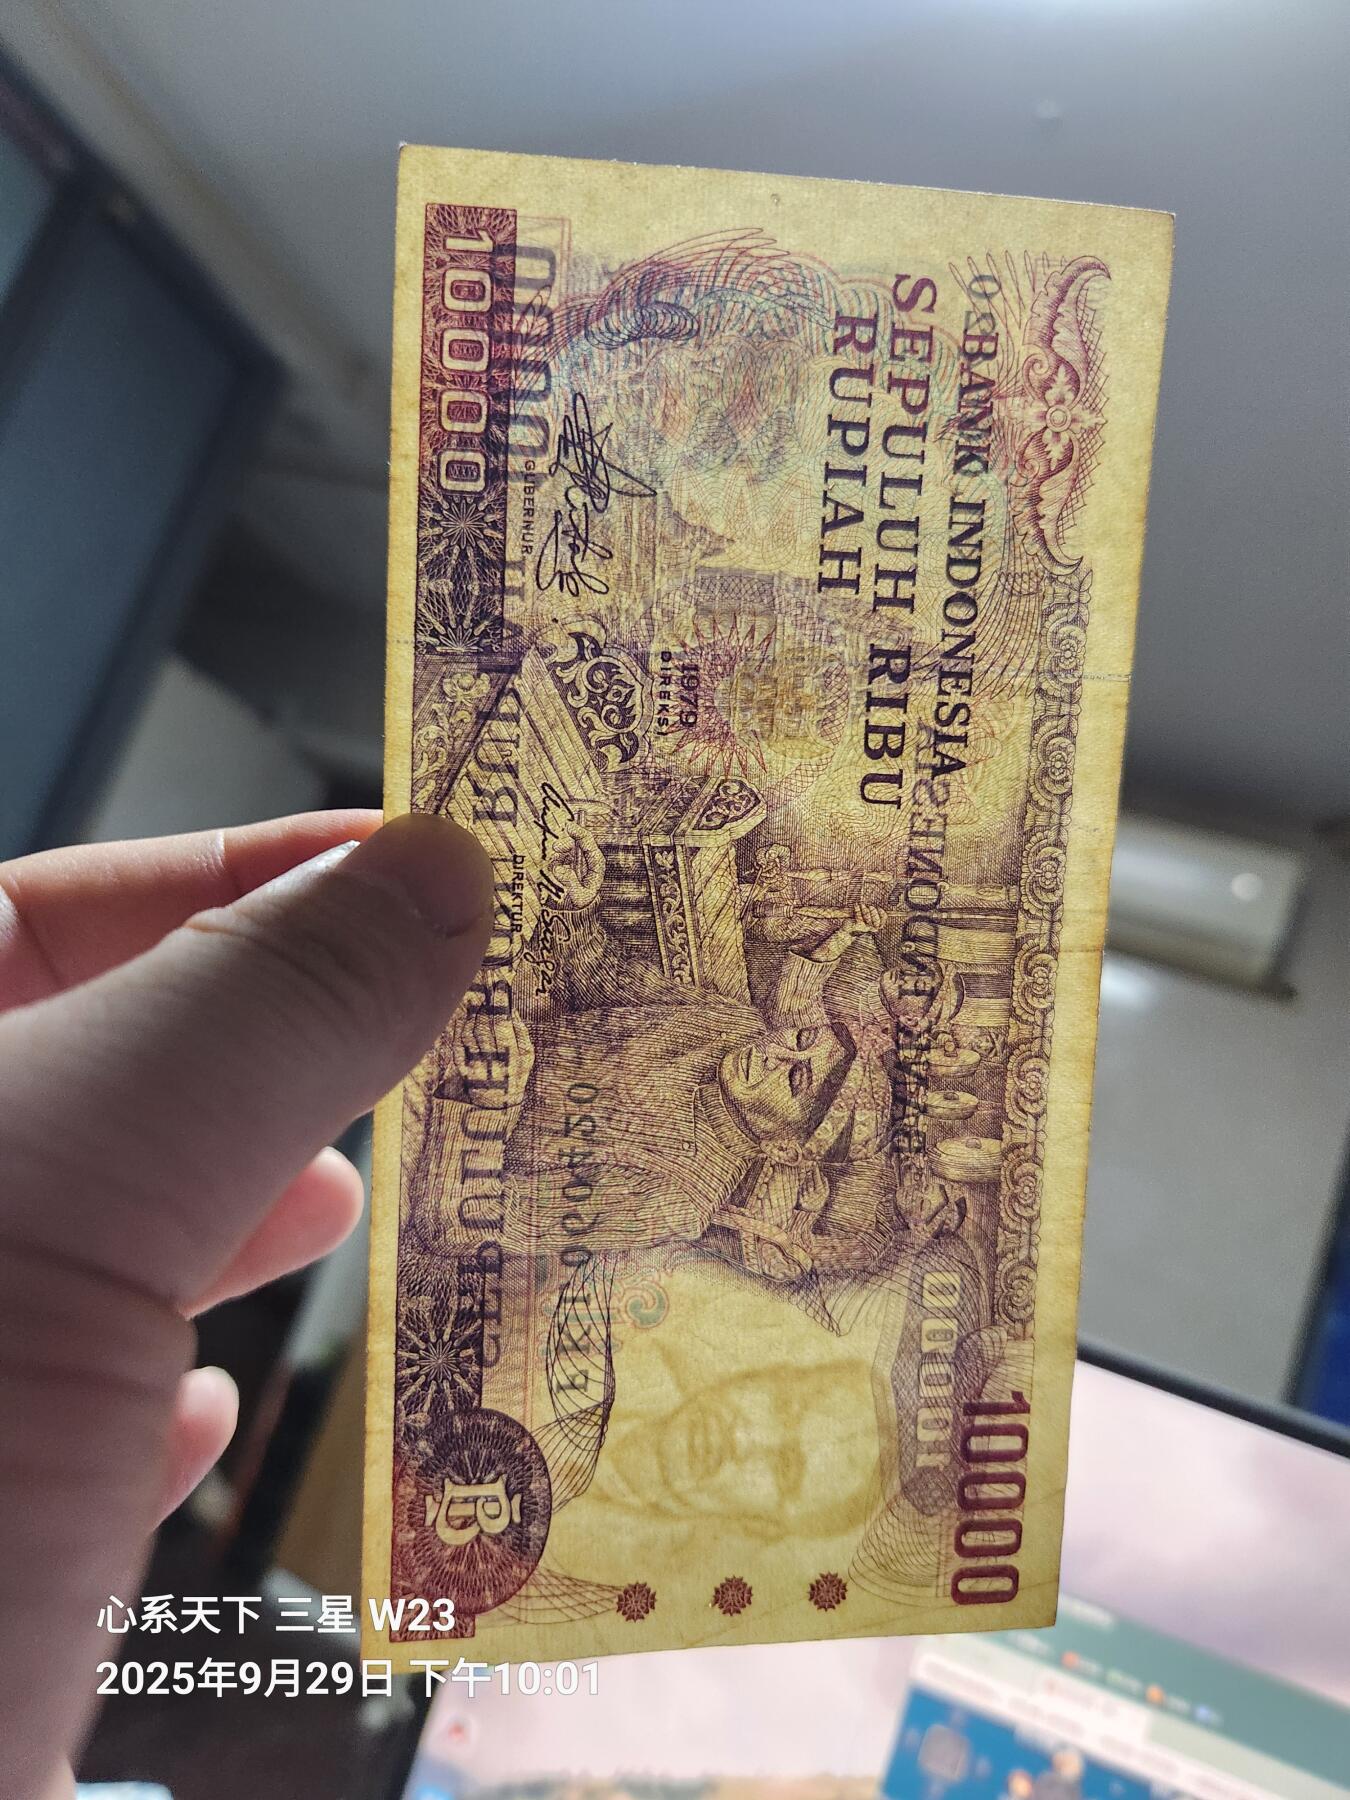 BANK INDONESIA
SEPULUH RIBU
RUPIAH
1979
DIREKSI
GUBERNUR
DIREKTUR
10000
10000
心系天下 三星 W23
2025年9月29日 下午10:01